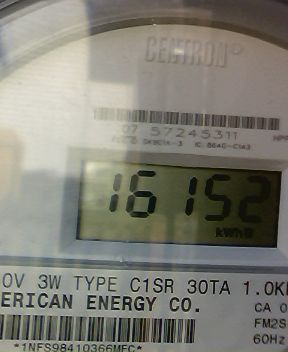 CENTRON®
07 57245311
16152
kWh
0V 3W TYPE C1SR 30TA 1.0K
ERICAN ENERGY CO.
CA 0
FM2S
60Hz
*1NFS98410366MFC*